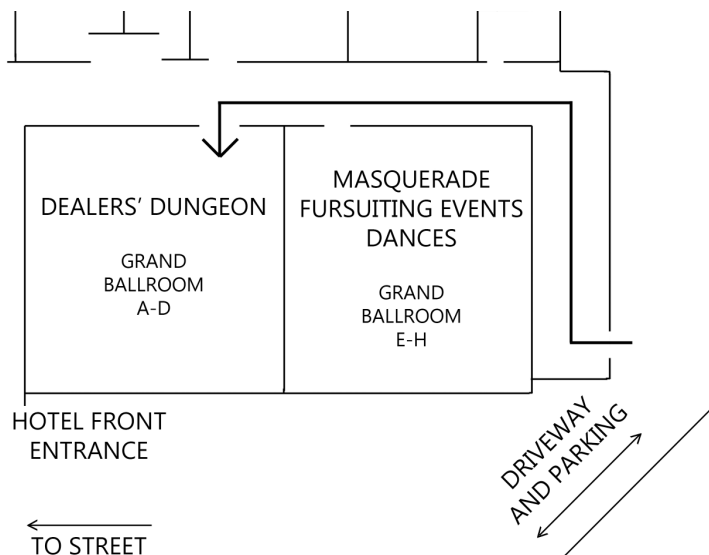 DEALERS' DUNGEON
GRAND
BALLROOM
A-D
MASQUERADE
FURSUITING EVENTS
DANCES
GRAND
BALLROOM
E-H
HOTEL FRONT
ENTRANCE
DRIVEWAY
AND PARKING
TO STREET